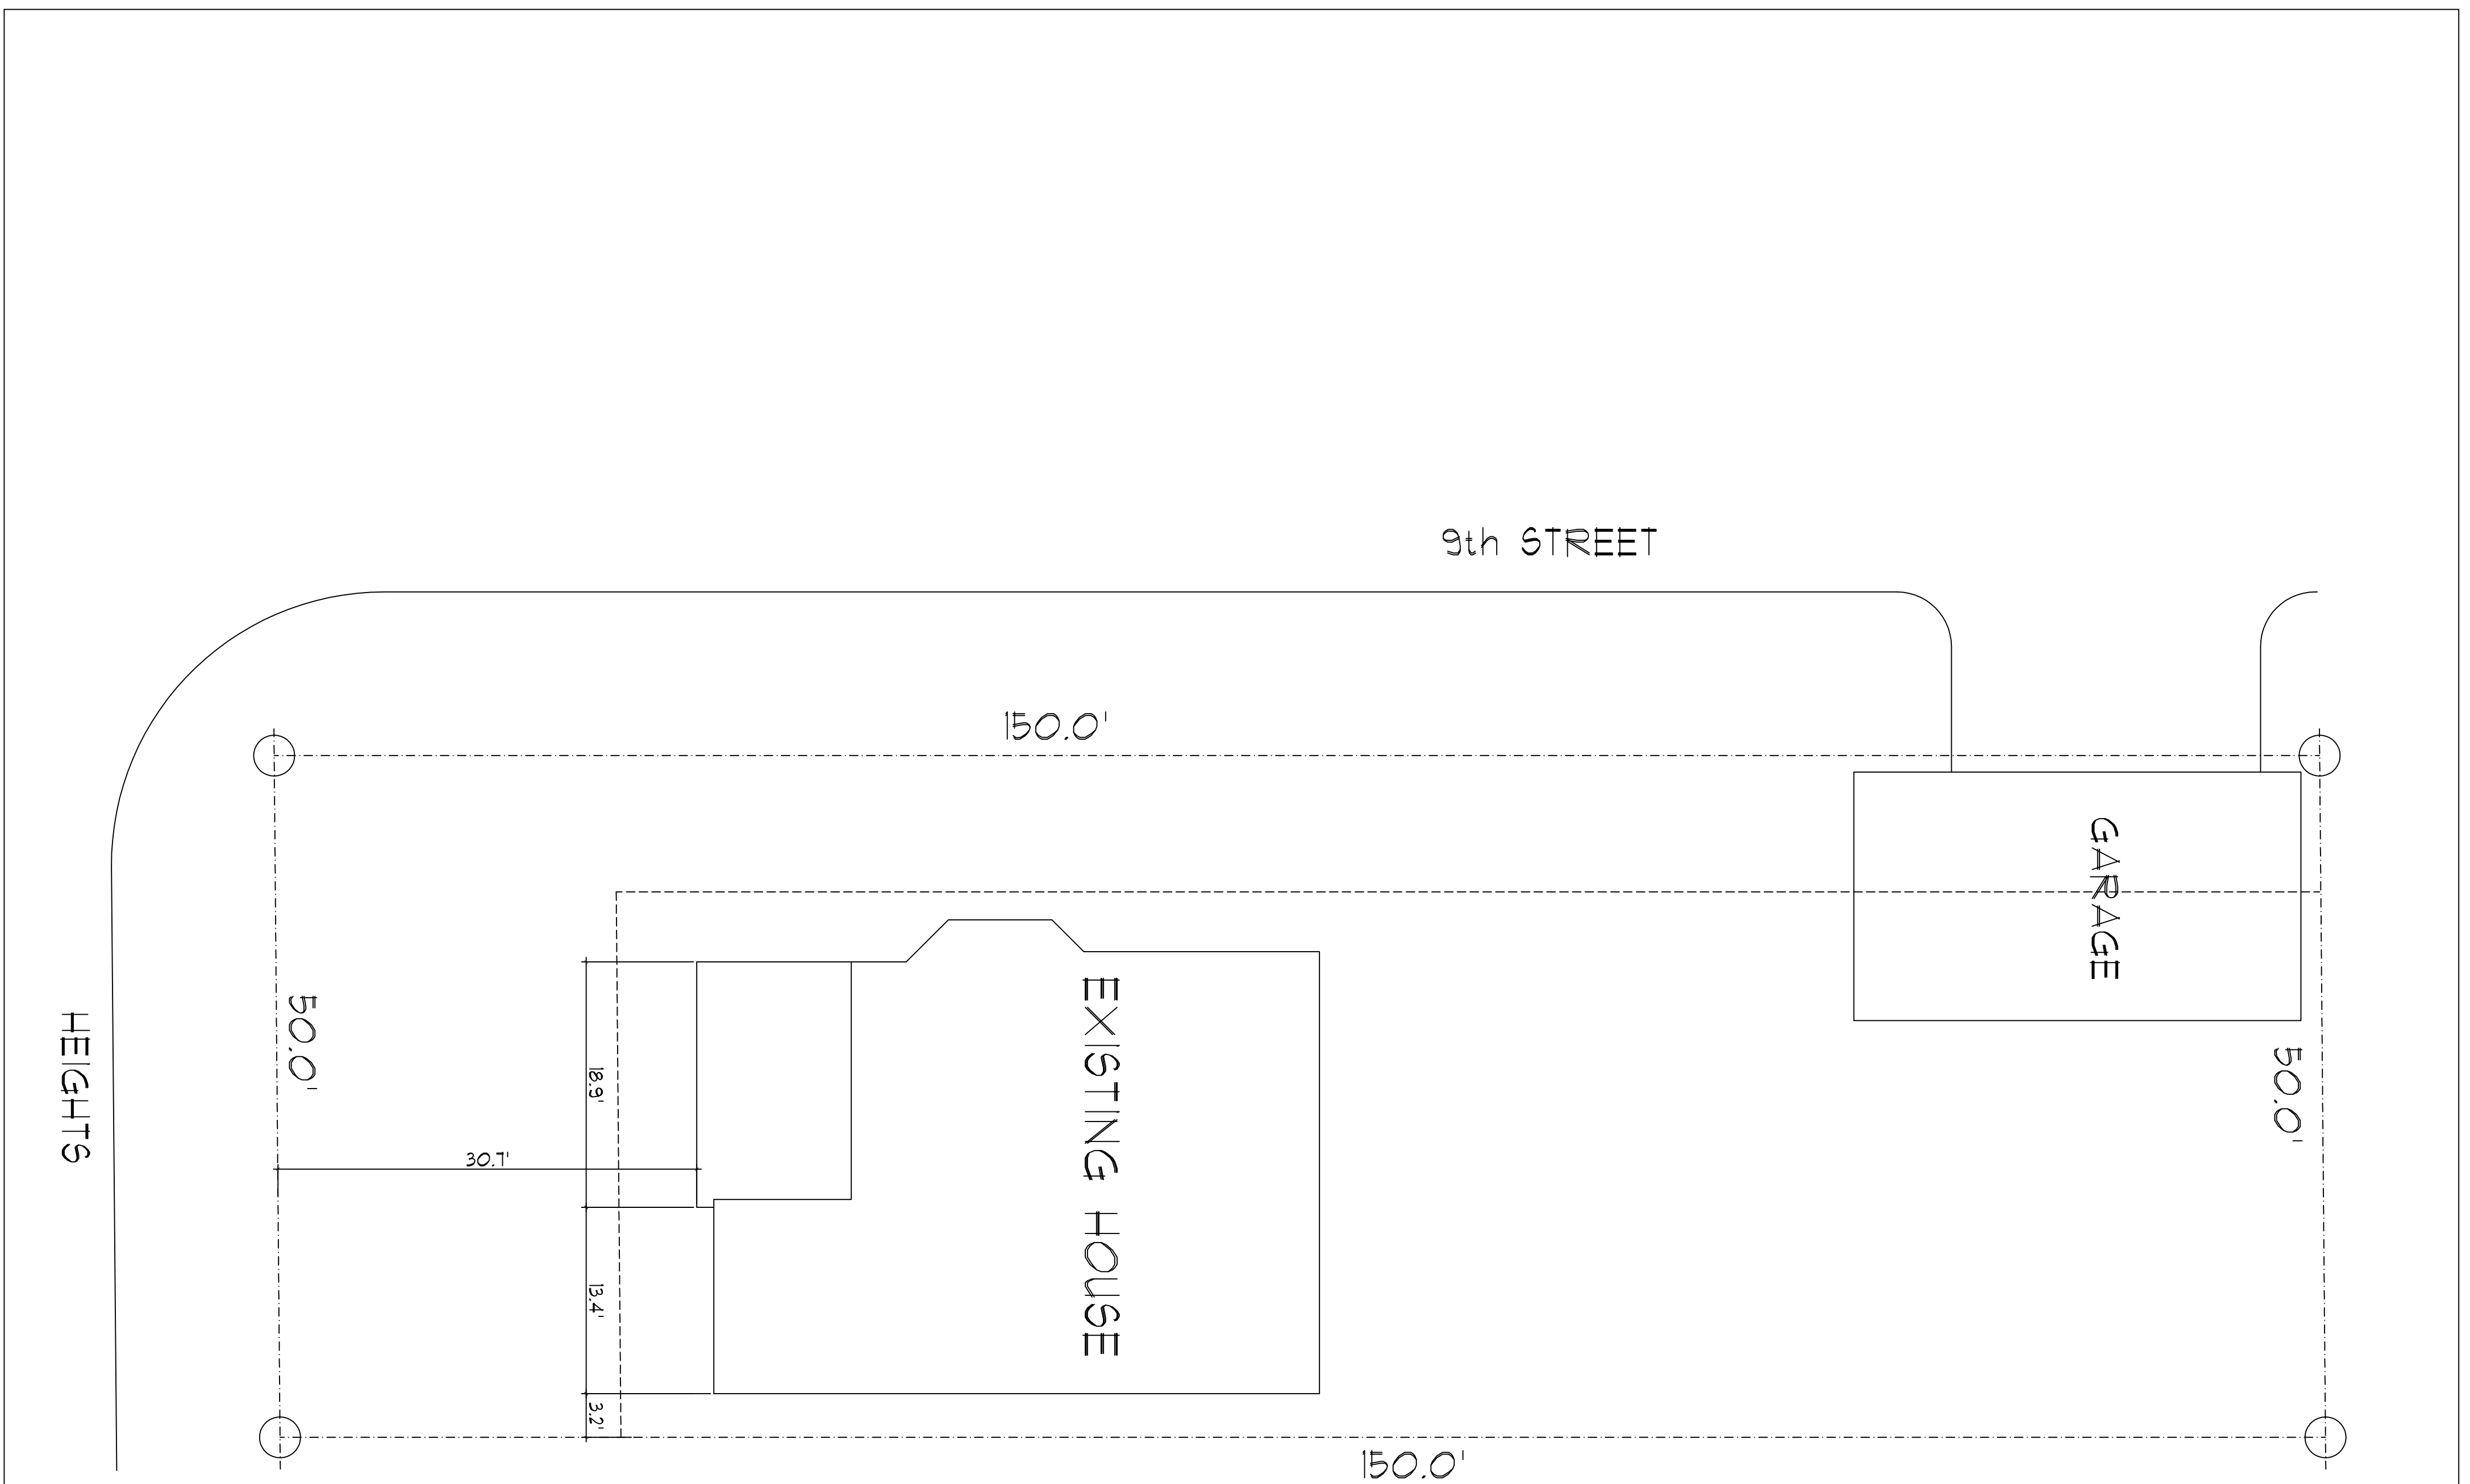 9th STREET
150.0'
GARAGE
EXISTING HOUSE
50.0'
50.0'
HEIGHTS
18.9'
30.7'
13.4'
3.2'
150.0'